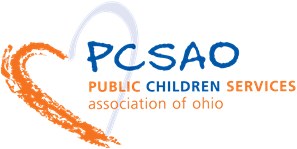 PCSAO
PUBLIC CHILDREN SERVICES
association of ohio